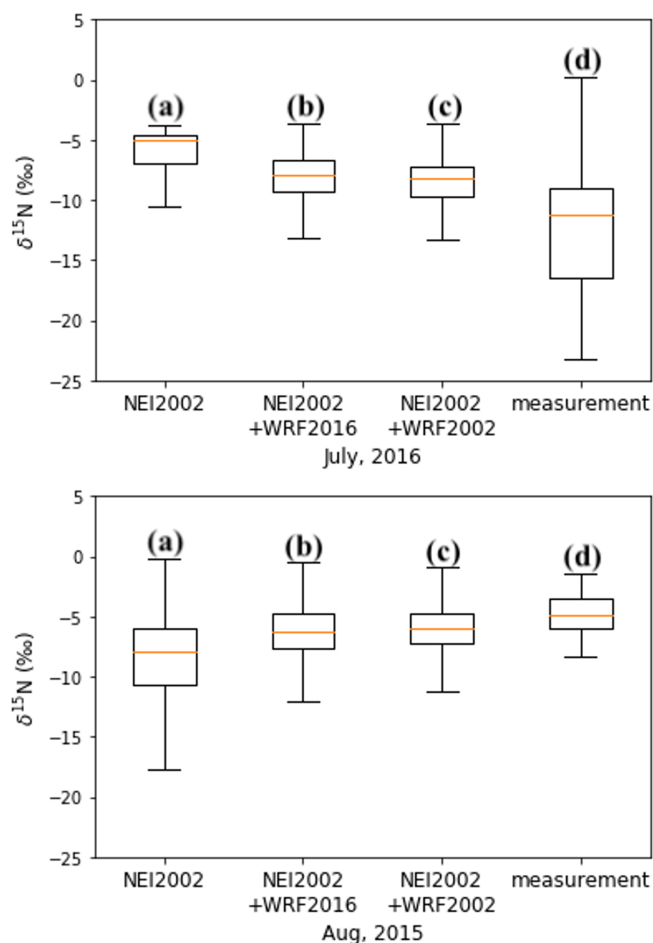 5
(d)
0
(a) (b) (c)
−5
−10
δ¹⁵N (‰)
−15
−20
−25
NEI2002 NEI2002 NEI2002 measurement
+WRF2016 +WRF2002
July, 2016
5
(a) (b) (c) (d)
0
−5
−10
δ¹⁵N (‰)
−15
−20
−25
NEI2002 NEI2002 NEI2002 measurement
+WRF2016 +WRF2002
Aug, 2015